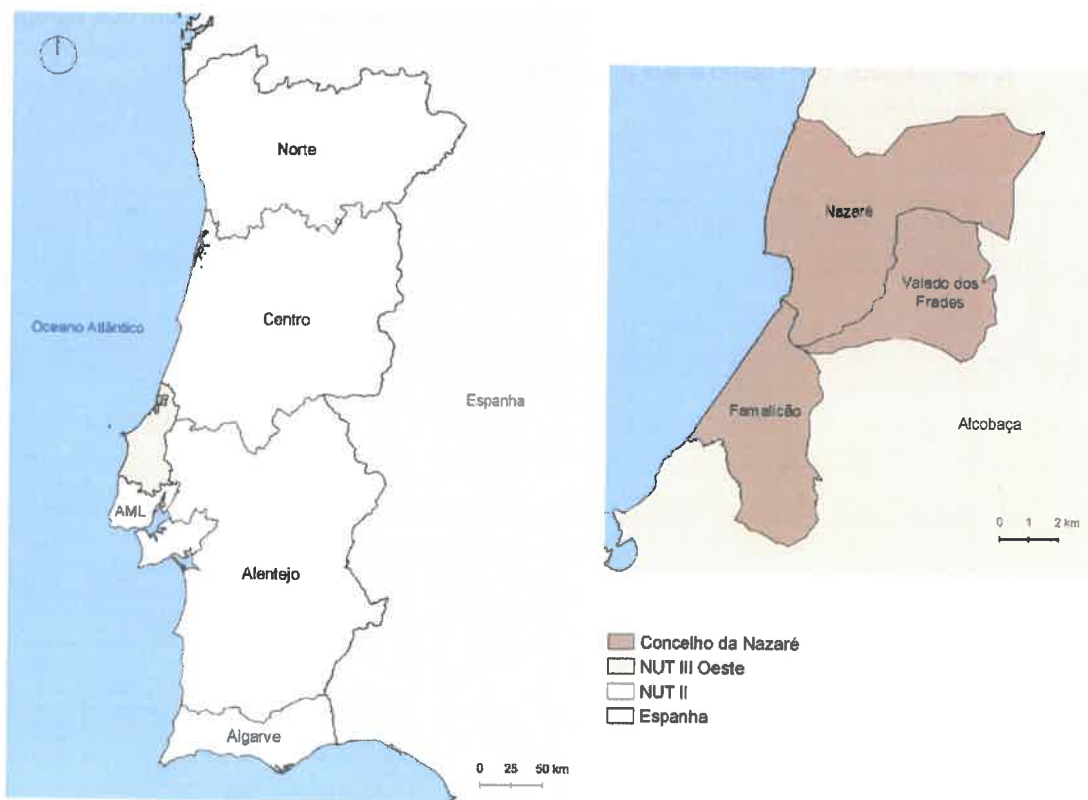 Norte
Centro
Oceano Atlântico
Espanha
AML
Alentejo
Algarve
0 25 50 km
Nazaré
Valado dos
Frades
Famalicão
Alcobaça
0 1 2 km
Concelho da Nazaré
NUT III Oeste
NUT II
Espanha